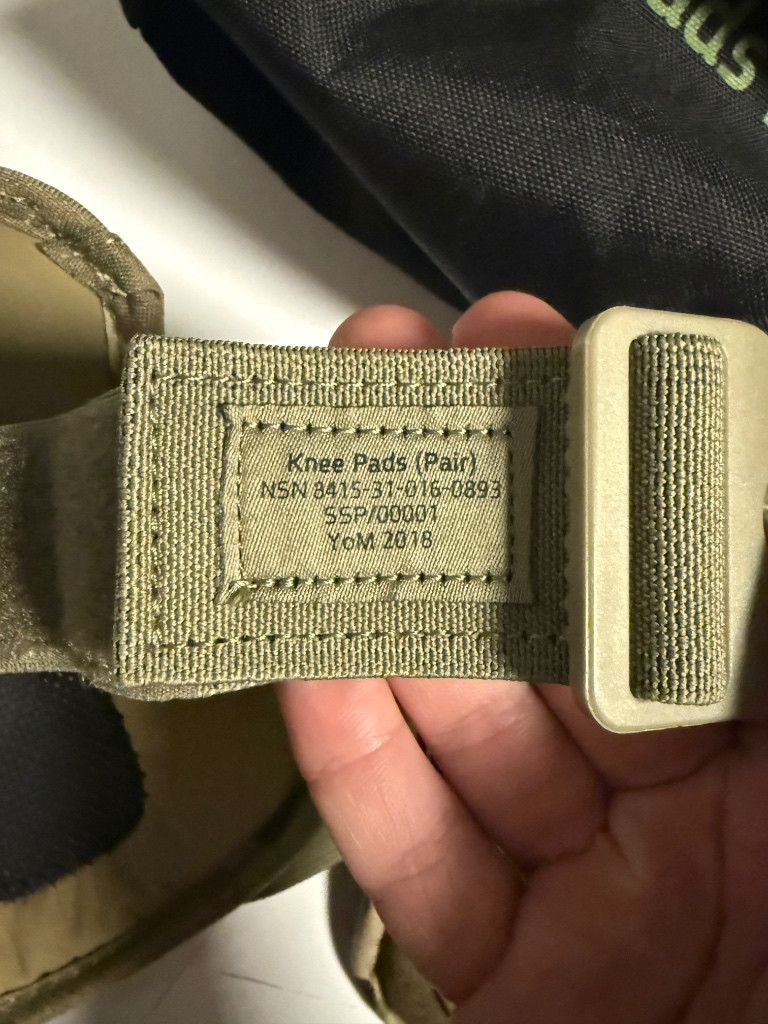 Knee Pads (Pair)
NSN 8415-31-016-0893
SSP/00001
YoM 2018